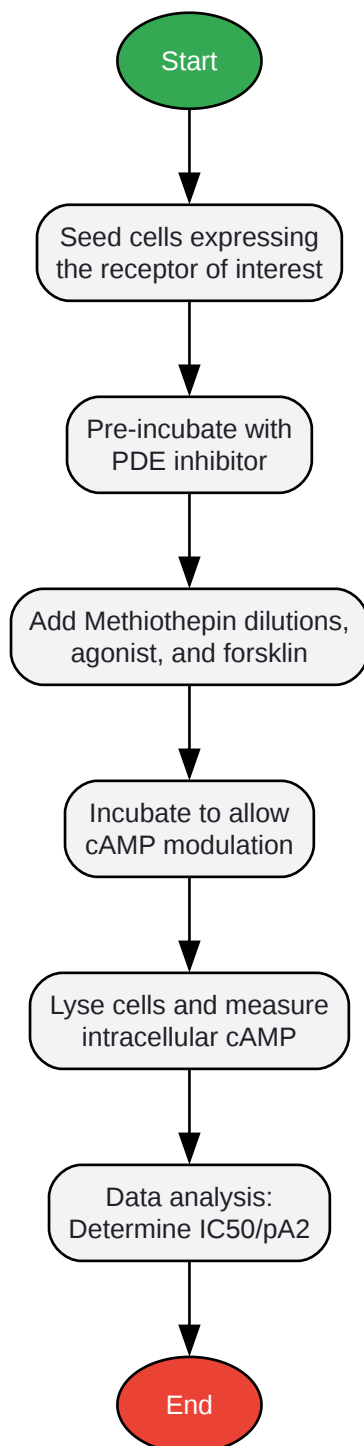 Start
Seed cells expressing
the receptor of interest
Pre-incubate with
PDE inhibitor
Add Methiothepin dilutions,
agonist, and forsklin
Incubate to allow
cAMP modulation
Lyse cells and measure
intracellular cAMP
Data analysis:
Determine IC50/pA2
End